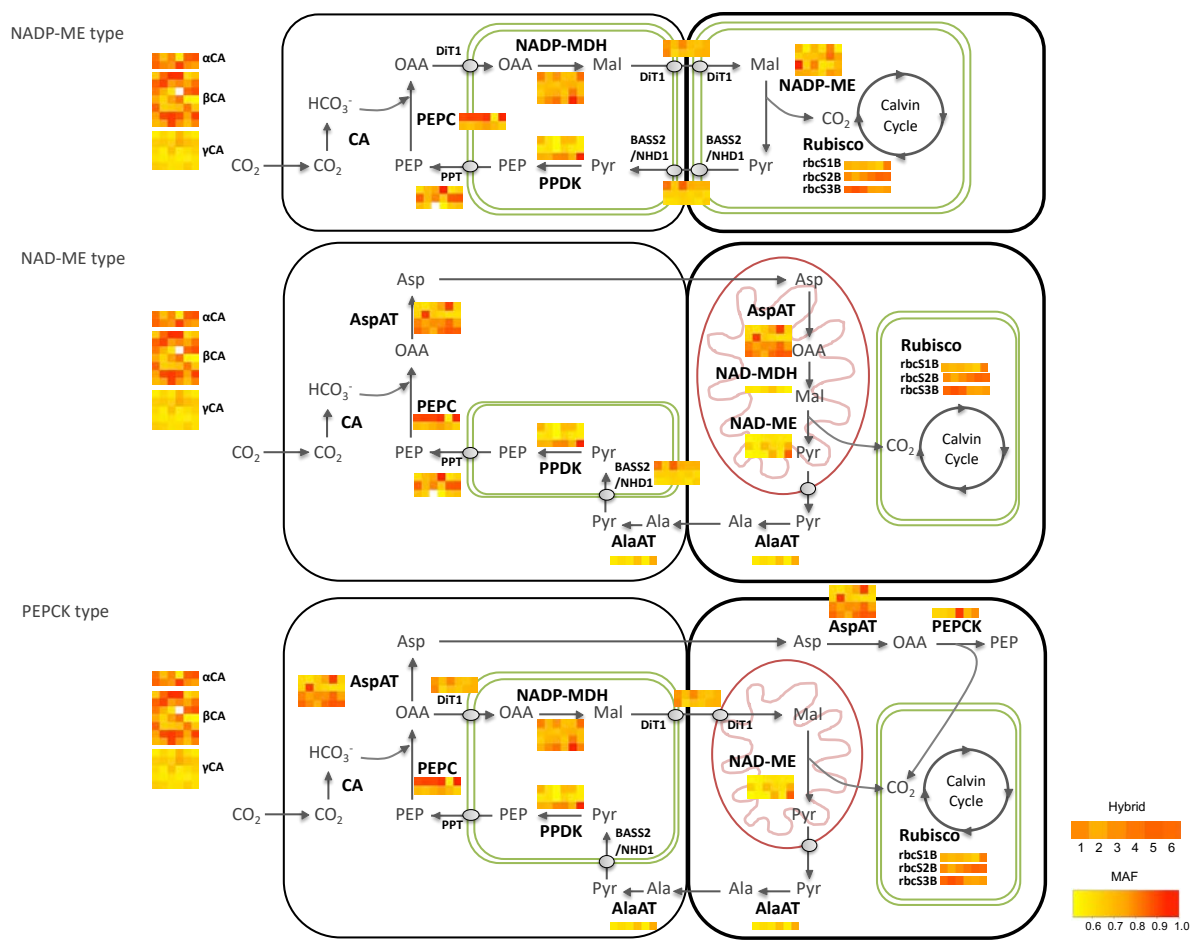 NADP-ME type
αCA
βCA
γCA
CO2
CO2
HCO3-
CA
OAA
DiT1
OAA
NADP-MDH
Mal
DiT1
DiT1
Mal
NADP-ME
CO2
Calvin
Cycle
PEPC
PEP
PPT
PEP
PPDK
Pyr
BASS2
/NHD1
BASS2
/NHD1
Pyr
Rubisco
rbcS1B
rbcS2B
rbcS3B
NAD-ME type
αCA
βCA
γCA
CO2
CO2
HCO3-
CA
Asp
AspAT
OAA
PEPC
PEP
PPT
PEP
PPDK
Pyr
BASS2
/NHD1
Pyr
Ala
AlaAT
Ala
Pyr
AlaAT
Asp
AspAT
OAA
NAD-MDH
Mal
NAD-ME
Pyr
CO2
Rubisco
rbcS1B
rbcS2B
rbcS3B
Calvin
Cycle
PEPCK type
αCA
βCA
γCA
CO2
CO2
HCO3-
CA
Asp
AspAT
OAA
DiT1
OAA
NADP-MDH
Mal
DiT1
DiT1
Mal
PEPC
PEP
PPT
PEP
PPDK
Pyr
BASS2
/NHD1
Pyr
Ala
AlaAT
Ala
Pyr
AlaAT
Asp
AspAT
OAA
PEPCK
PEP
NAD-ME
Pyr
CO2
Calvin
Cycle
Rubisco
rbcS1B
rbcS2B
rbcS3B
Hybrid
1 2 3 4 5 6
MAF
0.6 0.7 0.8 0.9 1.0